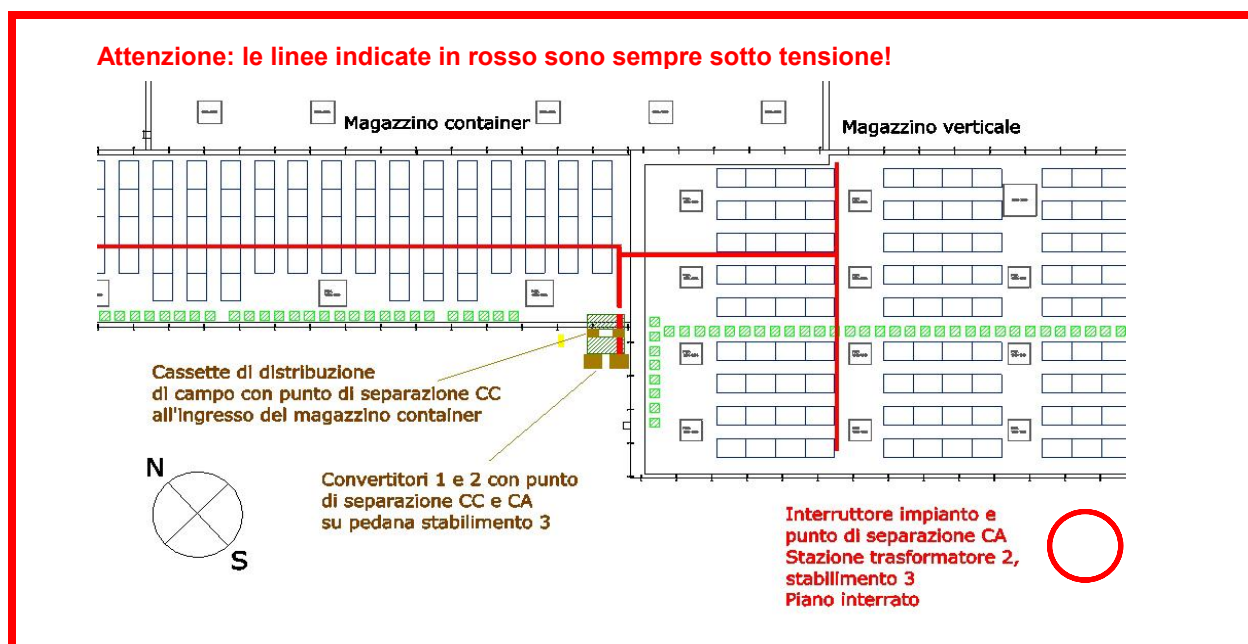 Attenzione: le linee indicate in rosso sono sempre sotto tensione!
Magazzino container
Magazzino verticale
Cassette di distribuzione
di campo con punto di separazione CC
all'ingresso del magazzino container
N
S
Convertitori 1 e 2 con punto
di separazione CC e CA
su pedana stabilimento 3
Interruttore impianto e
punto di separazione CA
Stazione trasformatore 2,
stabilimento 3
Piano interrato